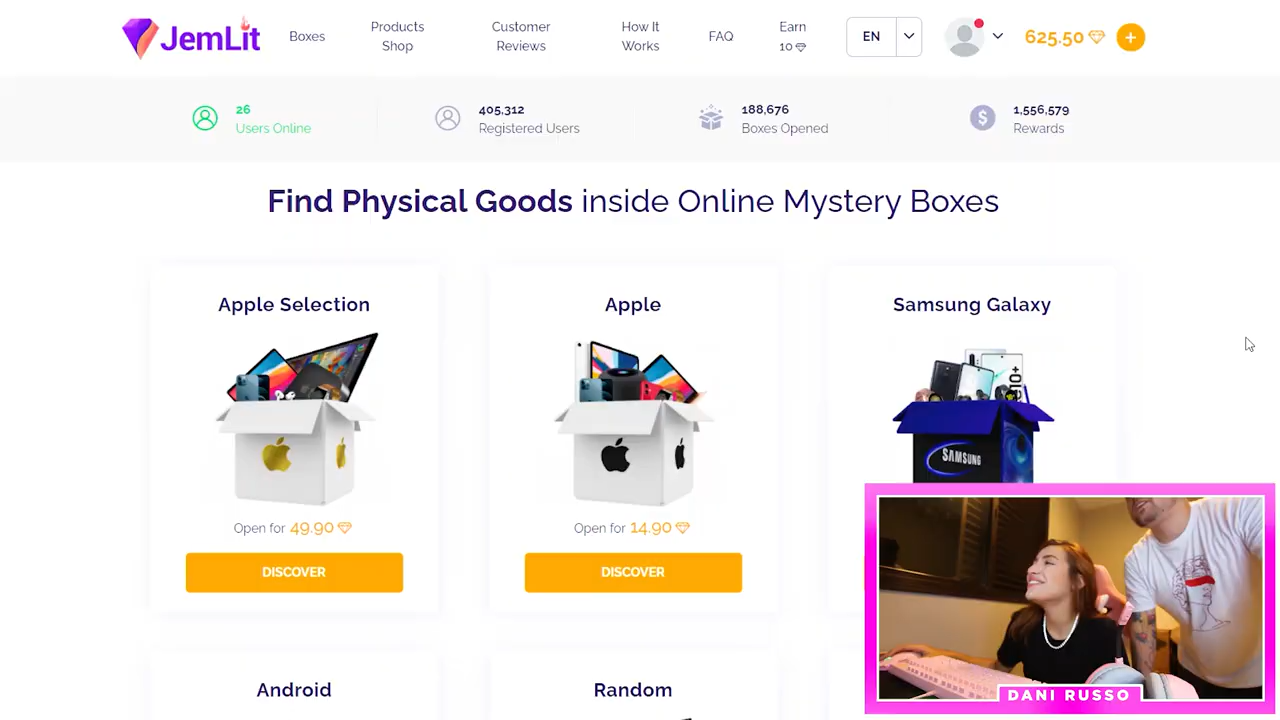 JemLit
Boxes
Products
Shop
Customer
Reviews
How It
Works
FAQ
Earn
10
EN
625.50
+
26
Users Online
405,312
Registered Users
188,676
Boxes Opened
$
1,556,579
Rewards
Find Physical Goods inside Online Mystery Boxes
Apple Selection
Apple
Samsung Galaxy
10+
SAMSUNG
Open for 49.90
Open for 14.90
DISCOVER
DISCOVER
Android
Random
DANI RUSSO